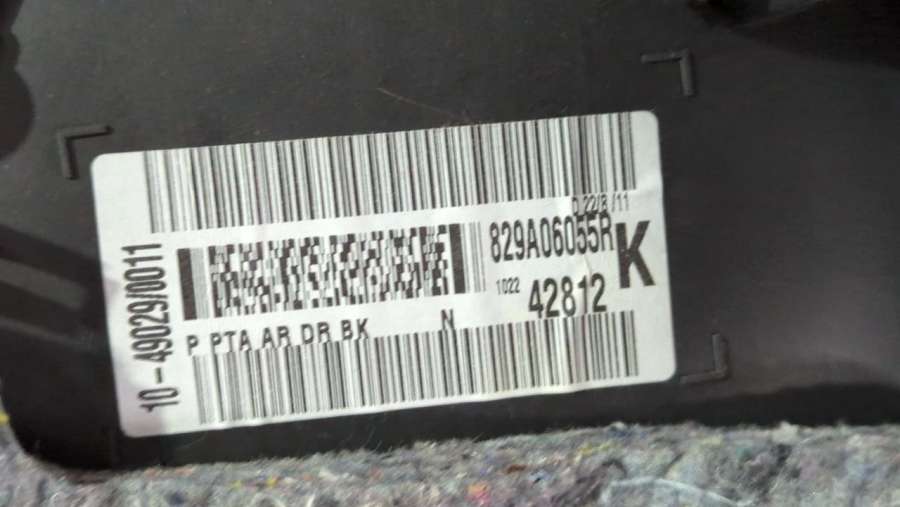 10-49029/0011
D 22/8 /11
829A06055R
K
1022
42812
P PTA AR DR BK N